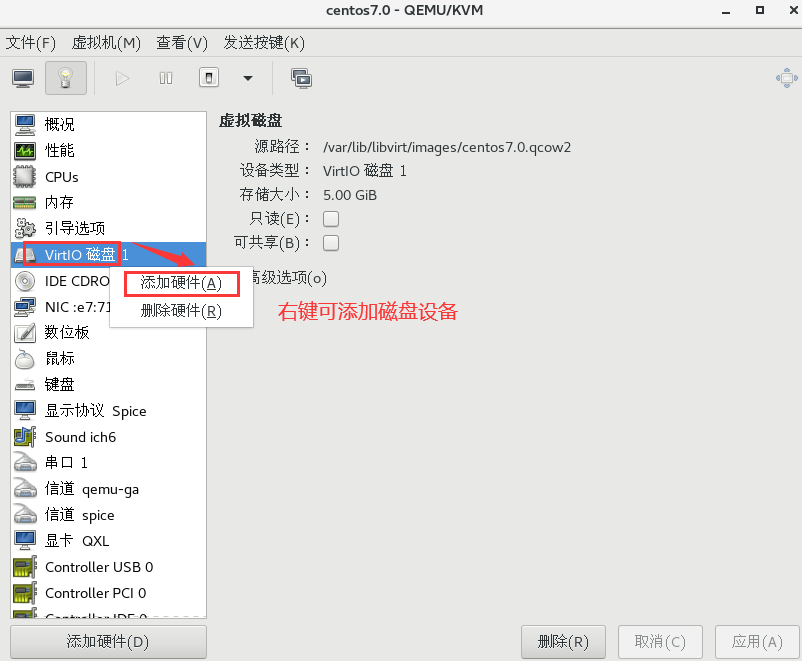 centos7.0 - QEMU/KVM
文件(F) 虚拟机(M) 查看(V) 发送按键(K)
概况
性能
CPUs
内存
引导选项
VirtIO 磁盘 1
IDE CDRO
NIC :e7:71
数位板
鼠标
键盘
显示协议 Spice
Sound ich6
串口 1
信道 qemu-ga
信道 spice
显卡 QXL
Controller USB 0
Controller PCI 0
Controller IDE 0
添加硬件(D)
添加硬件(A)
删除硬件(R)
虚拟磁盘
源路径： /var/lib/libvirt/images/centos7.0.qcow2
设备类型： VirtIO 磁盘 1
存储大小： 5.00 GiB
只读(E)：
可共享(B)：
高级选项(o)
右键可添加磁盘设备
删除(R) 取消(C) 应用(A)